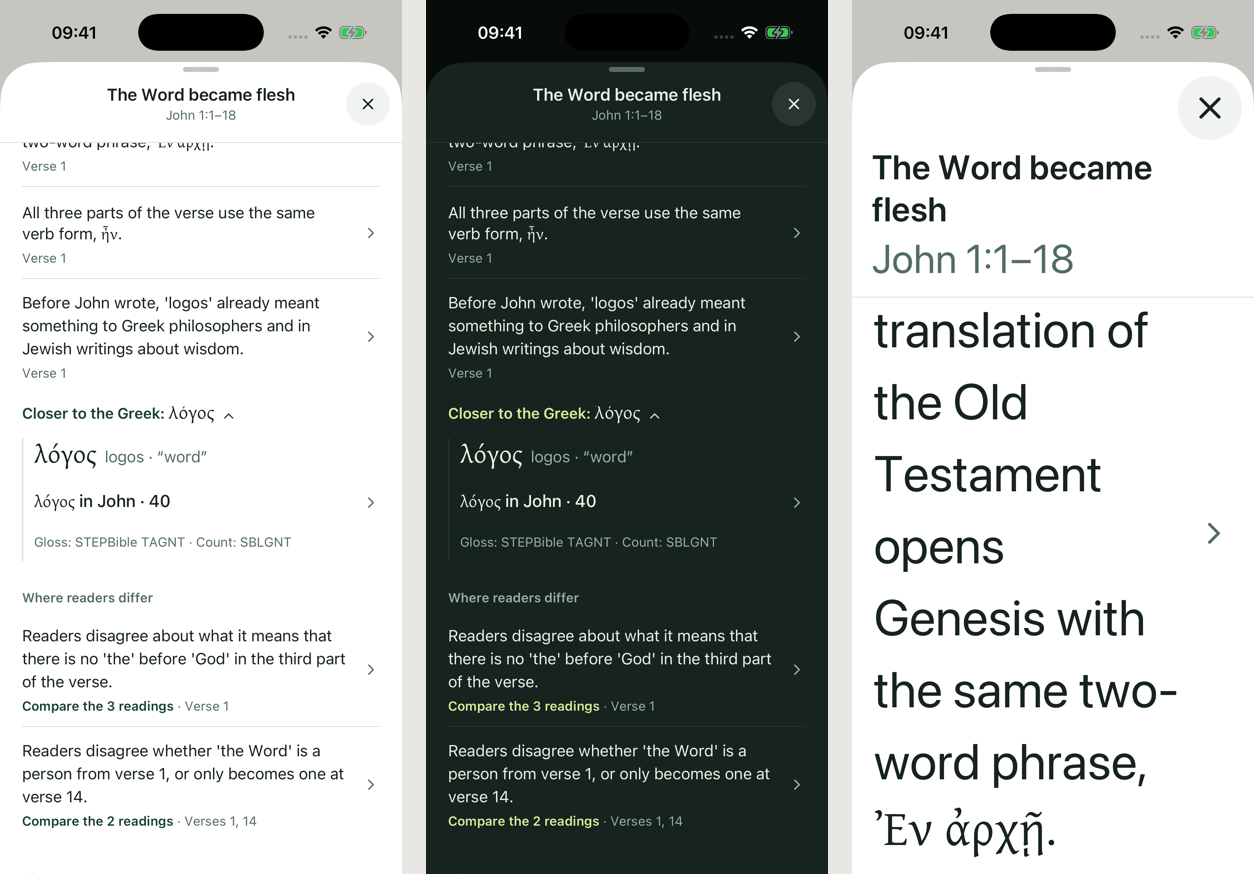 09:41
The Word became flesh
John 1:1–18
two-word phrase, Ἐν ἀρχῇ.
Verse 1
All three parts of the verse use the same
verb form, ἦν.
Verse 1
Before John wrote, 'logos' already meant
something to Greek philosophers and in
Jewish writings about wisdom.
Verse 1
Closer to the Greek: λόγος
λόγος logos · “word”
λόγος in John · 40
Gloss: STEPBible TAGNT · Count: SBLGNT
Where readers differ
Readers disagree about what it means that
there is no 'the' before 'God' in the third part
of the verse.
Compare the 3 readings · Verse 1
Readers disagree whether 'the Word' is a
person from verse 1, or only becomes one at
verse 14.
Compare the 2 readings · Verses 1, 14
09:41
The Word became flesh
John 1:1–18
two-word phrase, Ἐν ἀρχῇ.
Verse 1
All three parts of the verse use the same
verb form, ἦν.
Verse 1
Before John wrote, 'logos' already meant
something to Greek philosophers and in
Jewish writings about wisdom.
Verse 1
Closer to the Greek: λόγος
λόγος logos · “word”
λόγος in John · 40
Gloss: STEPBible TAGNT · Count: SBLGNT
Where readers differ
Readers disagree about what it means that
there is no 'the' before 'God' in the third part
of the verse.
Compare the 3 readings · Verse 1
Readers disagree whether 'the Word' is a
person from verse 1, or only becomes one at
verse 14.
Compare the 2 readings · Verses 1, 14
09:41
The Word became
flesh
John 1:1–18
translation of
the Old
Testament
opens
Genesis with
the same two-
word phrase,
Ἐν ἀρχῇ.